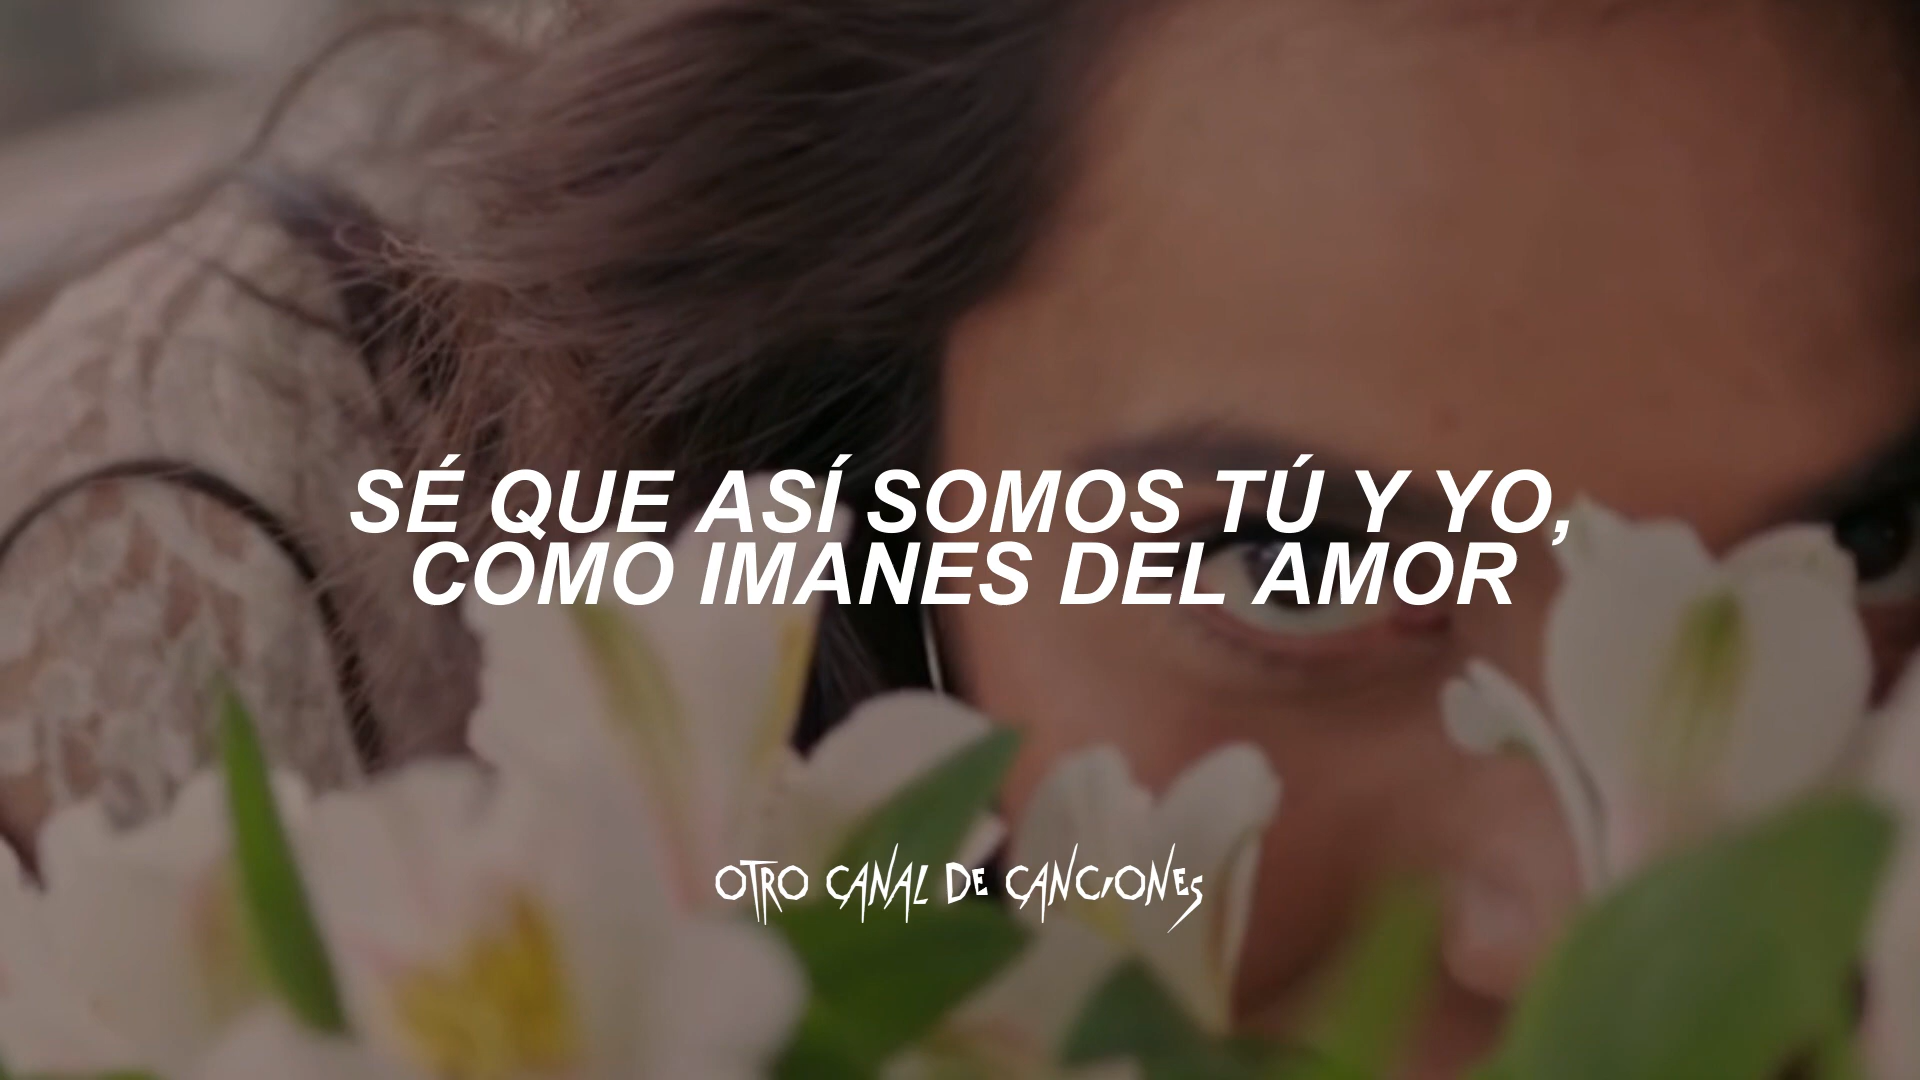 SÉ QUE ASÍ SOMOS TÚ Y YO,
COMO IMANES DEL AMOR
OTRO CANAL DE CANCIONES